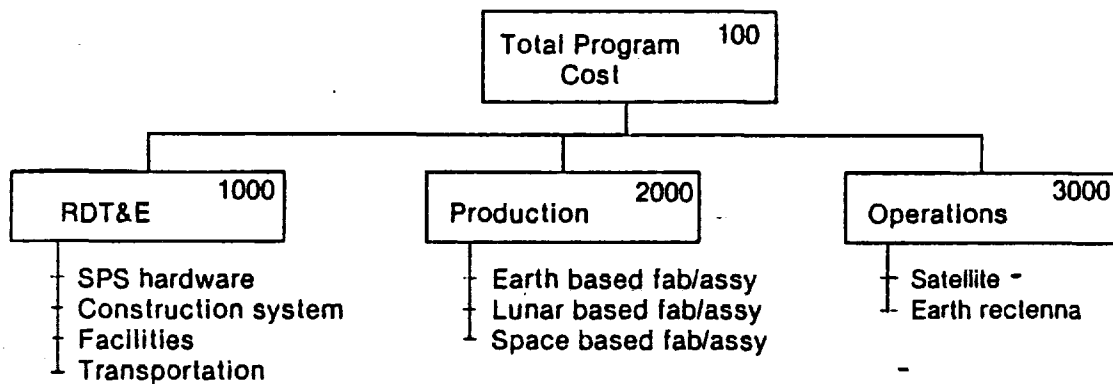 Total Program 100
Cost
1000
RDT&E
SPS hardware
Construction system
Facilities
Transportation
2000
Production
Earth based fab/assy
Lunar based fab/assy
Space based fab/assy
3000
Operations
Satellite
Earth rectenna